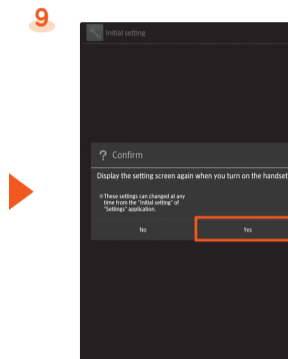 9
Initial setting
? Confirm
Display the setting screen again when you turn on the handset
※These settings can changed at any
time from the "Initial setting" of
"Settings" application.
No Yes